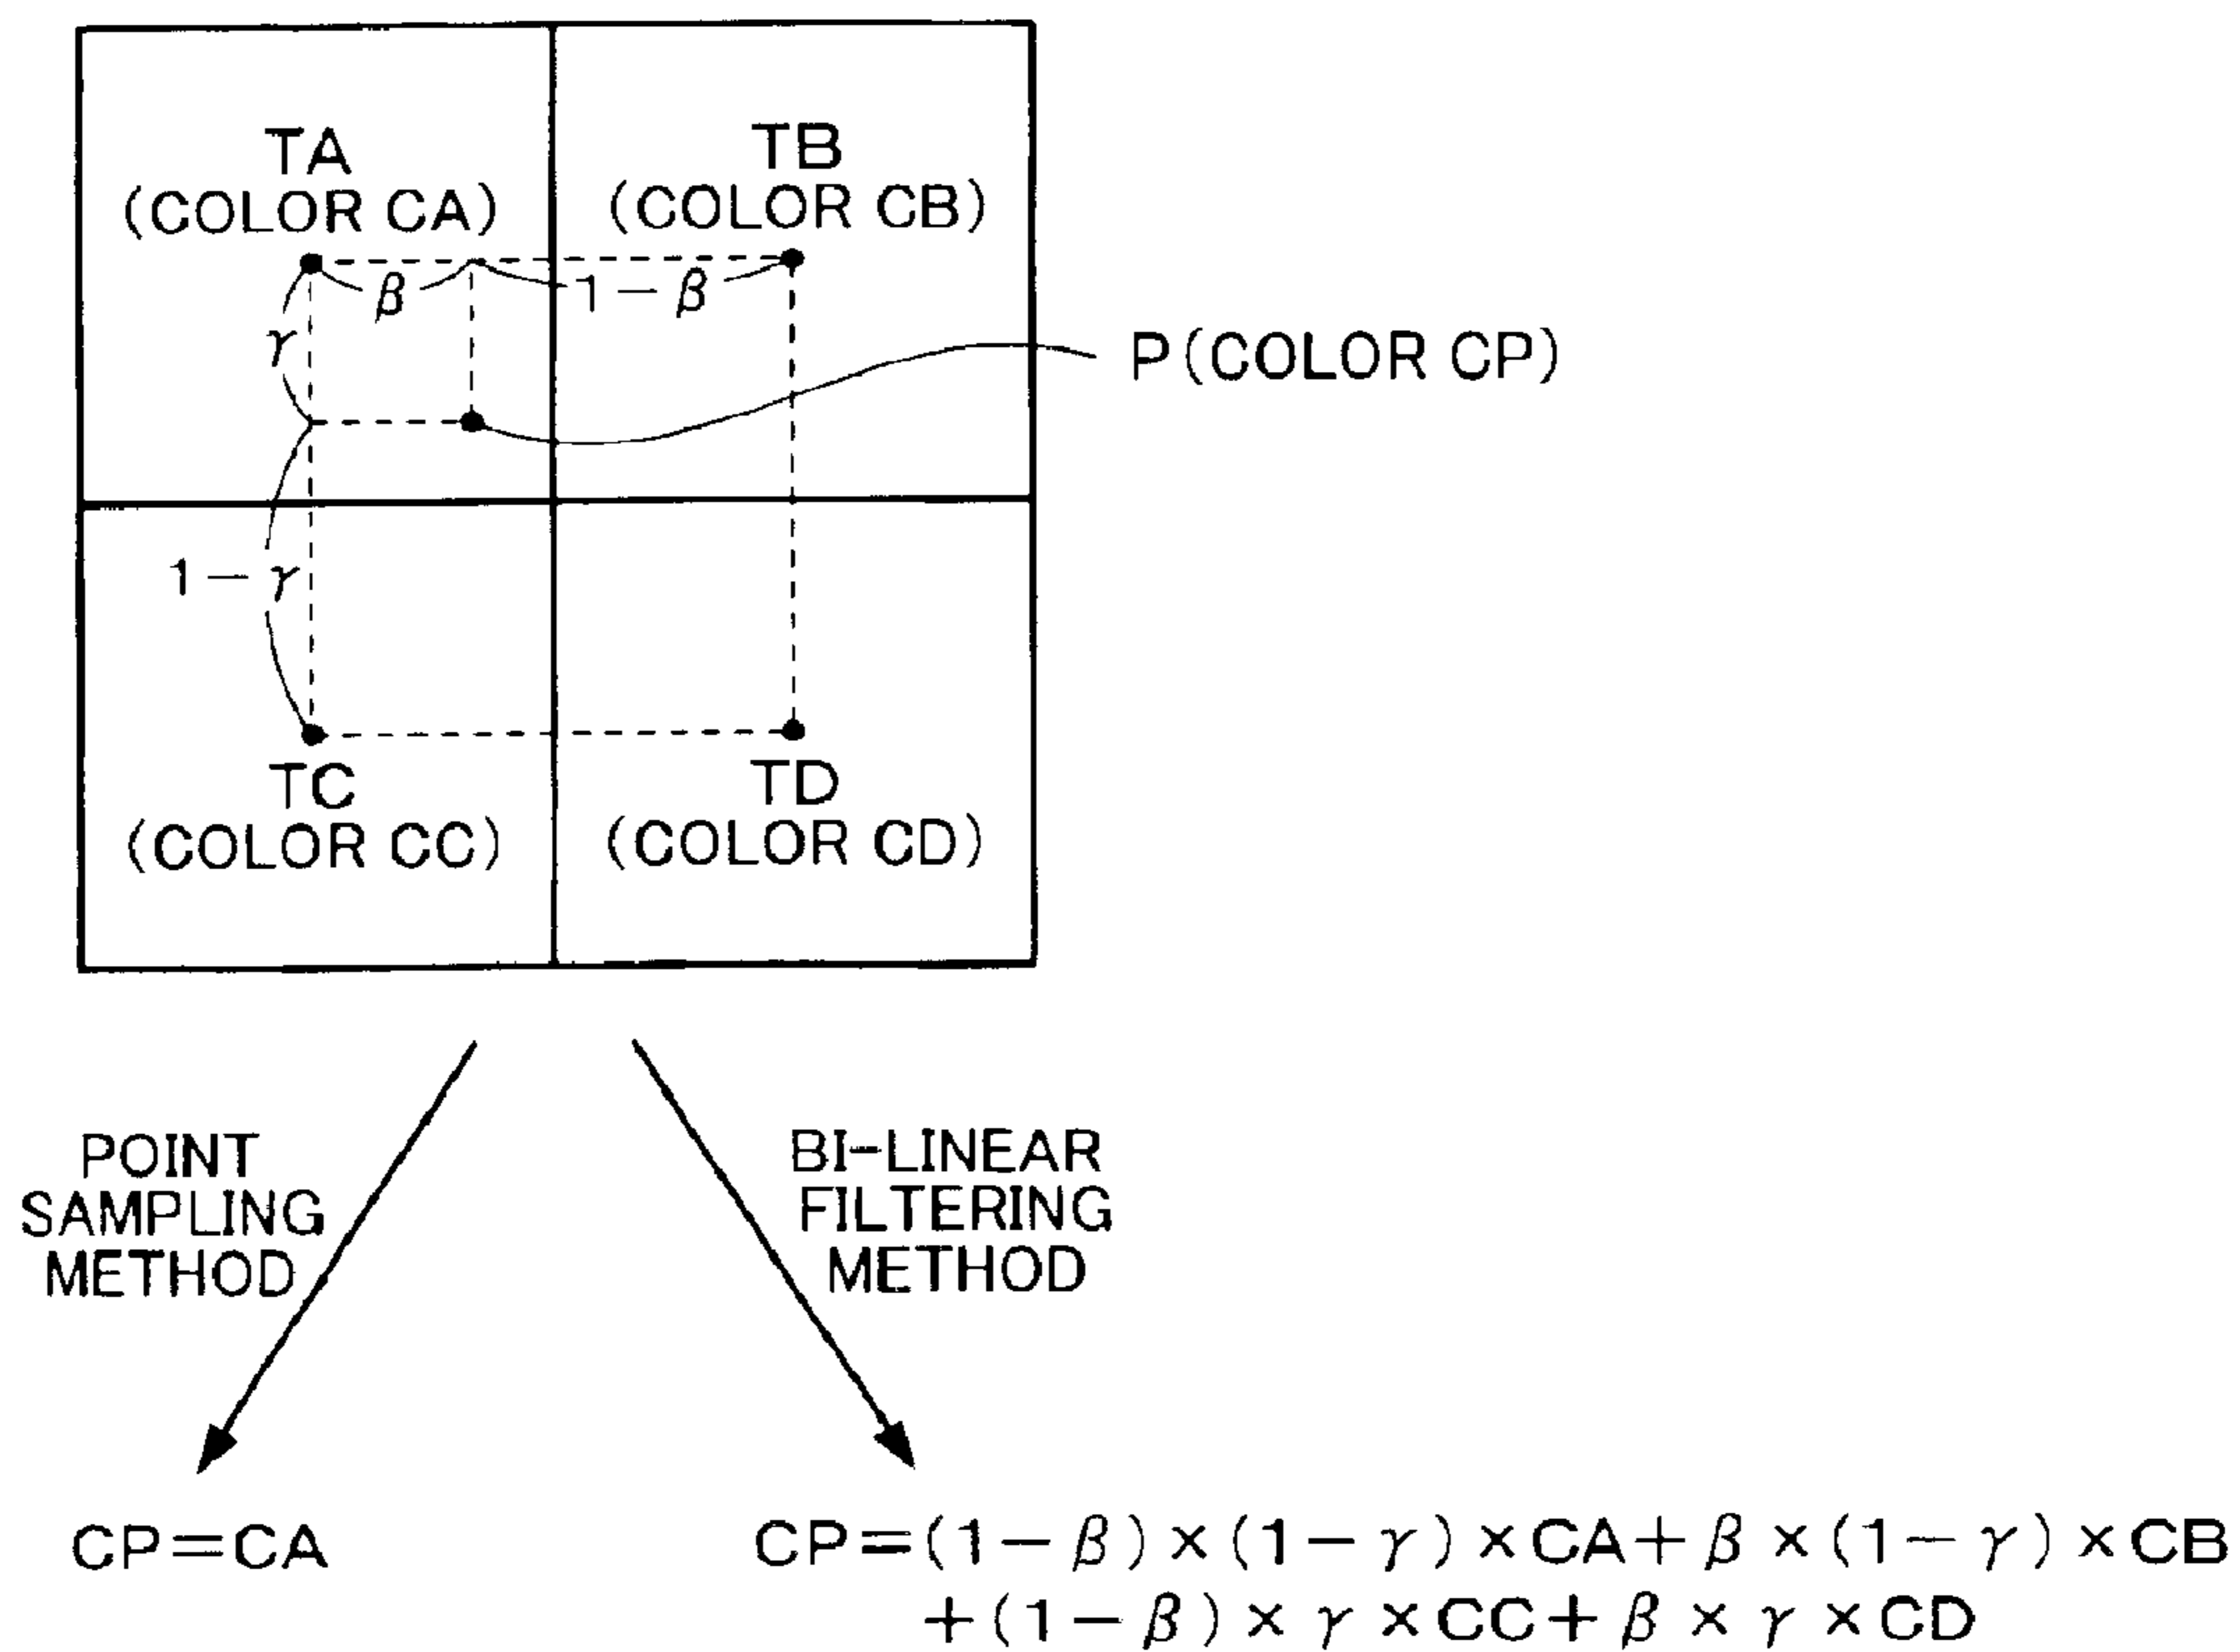 TA
(COLOR CA)
TB
(COLOR CB)
β
1-β
γ
P(COLOR CP)
1-γ
TC
(COLOR CC)
TD
(COLOR CD)
POINT
SAMPLING
METHOD
BI-LINEAR
FILTERING
METHOD
CP=CA
CP=(1-β)×(1-γ)×CA+β×(1-γ)×CB
+(1-β)×γ×CC+β×γ×CD